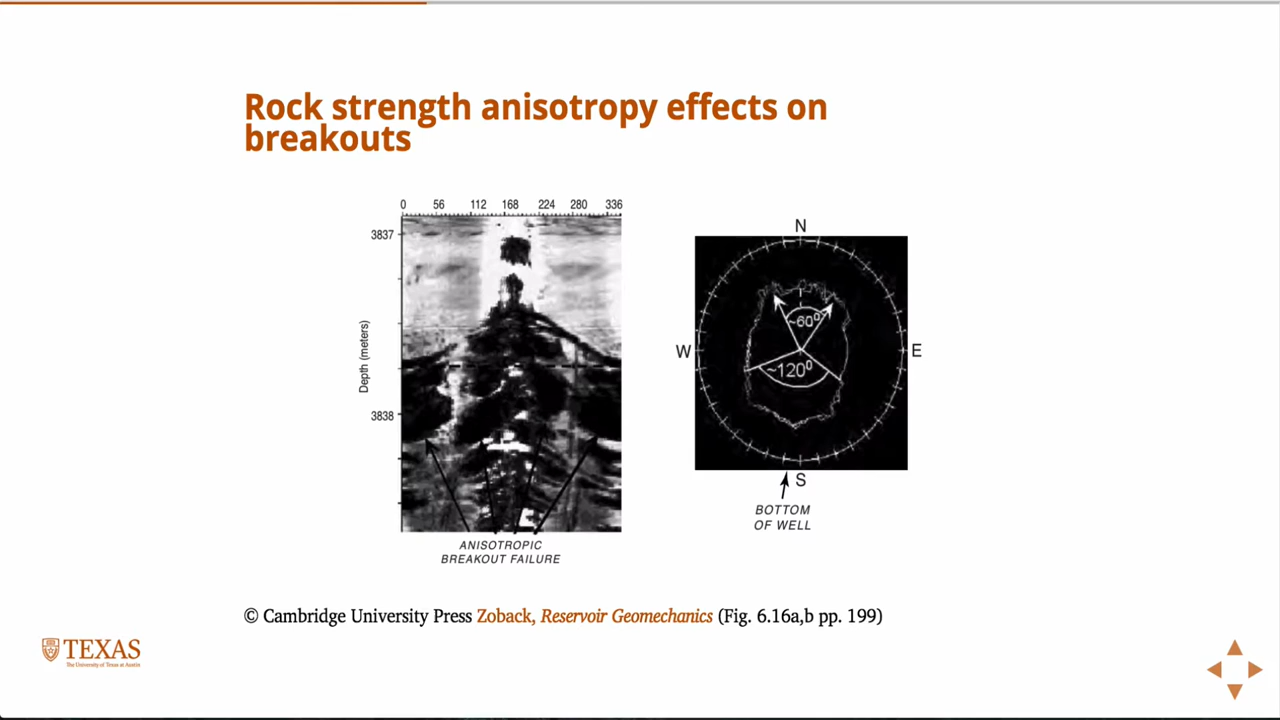 Rock strength anisotropy effects on
breakouts
0 56 112 168 224 280 336
3837
Depth (meters)
3838
ANISOTROPIC
BREAKOUT FAILURE
N
W
E
~60⁰
~120⁰
S
BOTTOM
OF WELL
© Cambridge University Press Zoback, Reservoir Geomechanics (Fig. 6.16a,b pp. 199)
TEXAS
The University of Texas at Austin